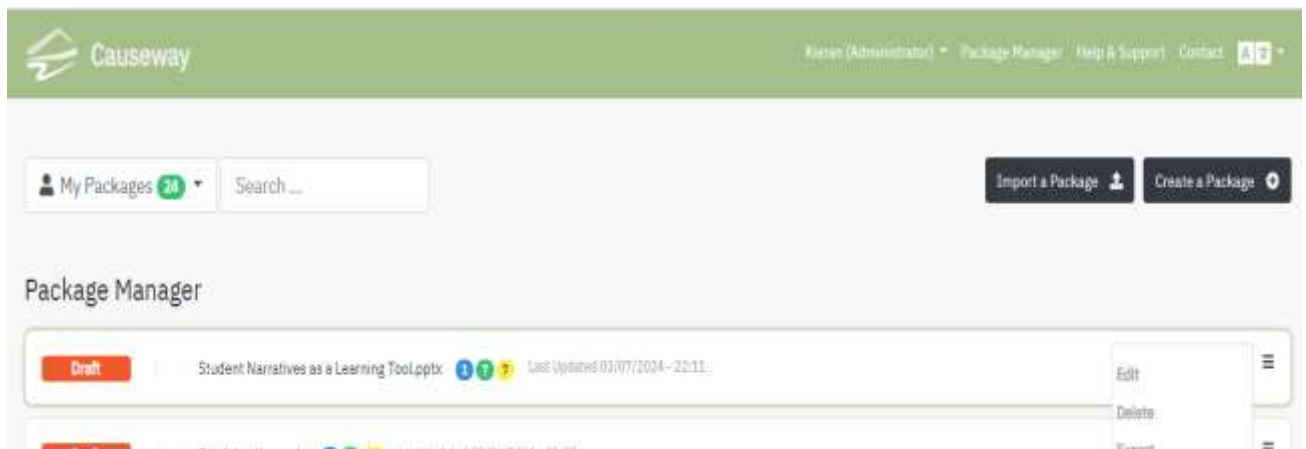 Causeway
Kieran (Administrator) Package Manager Help & Support Contact
My Packages 24 Search ...
Import a Package Create a Package
Package Manager
Draft Student Narratives as a Learning Tool.pptx 1 7 ? Last Updated 03/07/2024 - 22:11
Edit
Delete